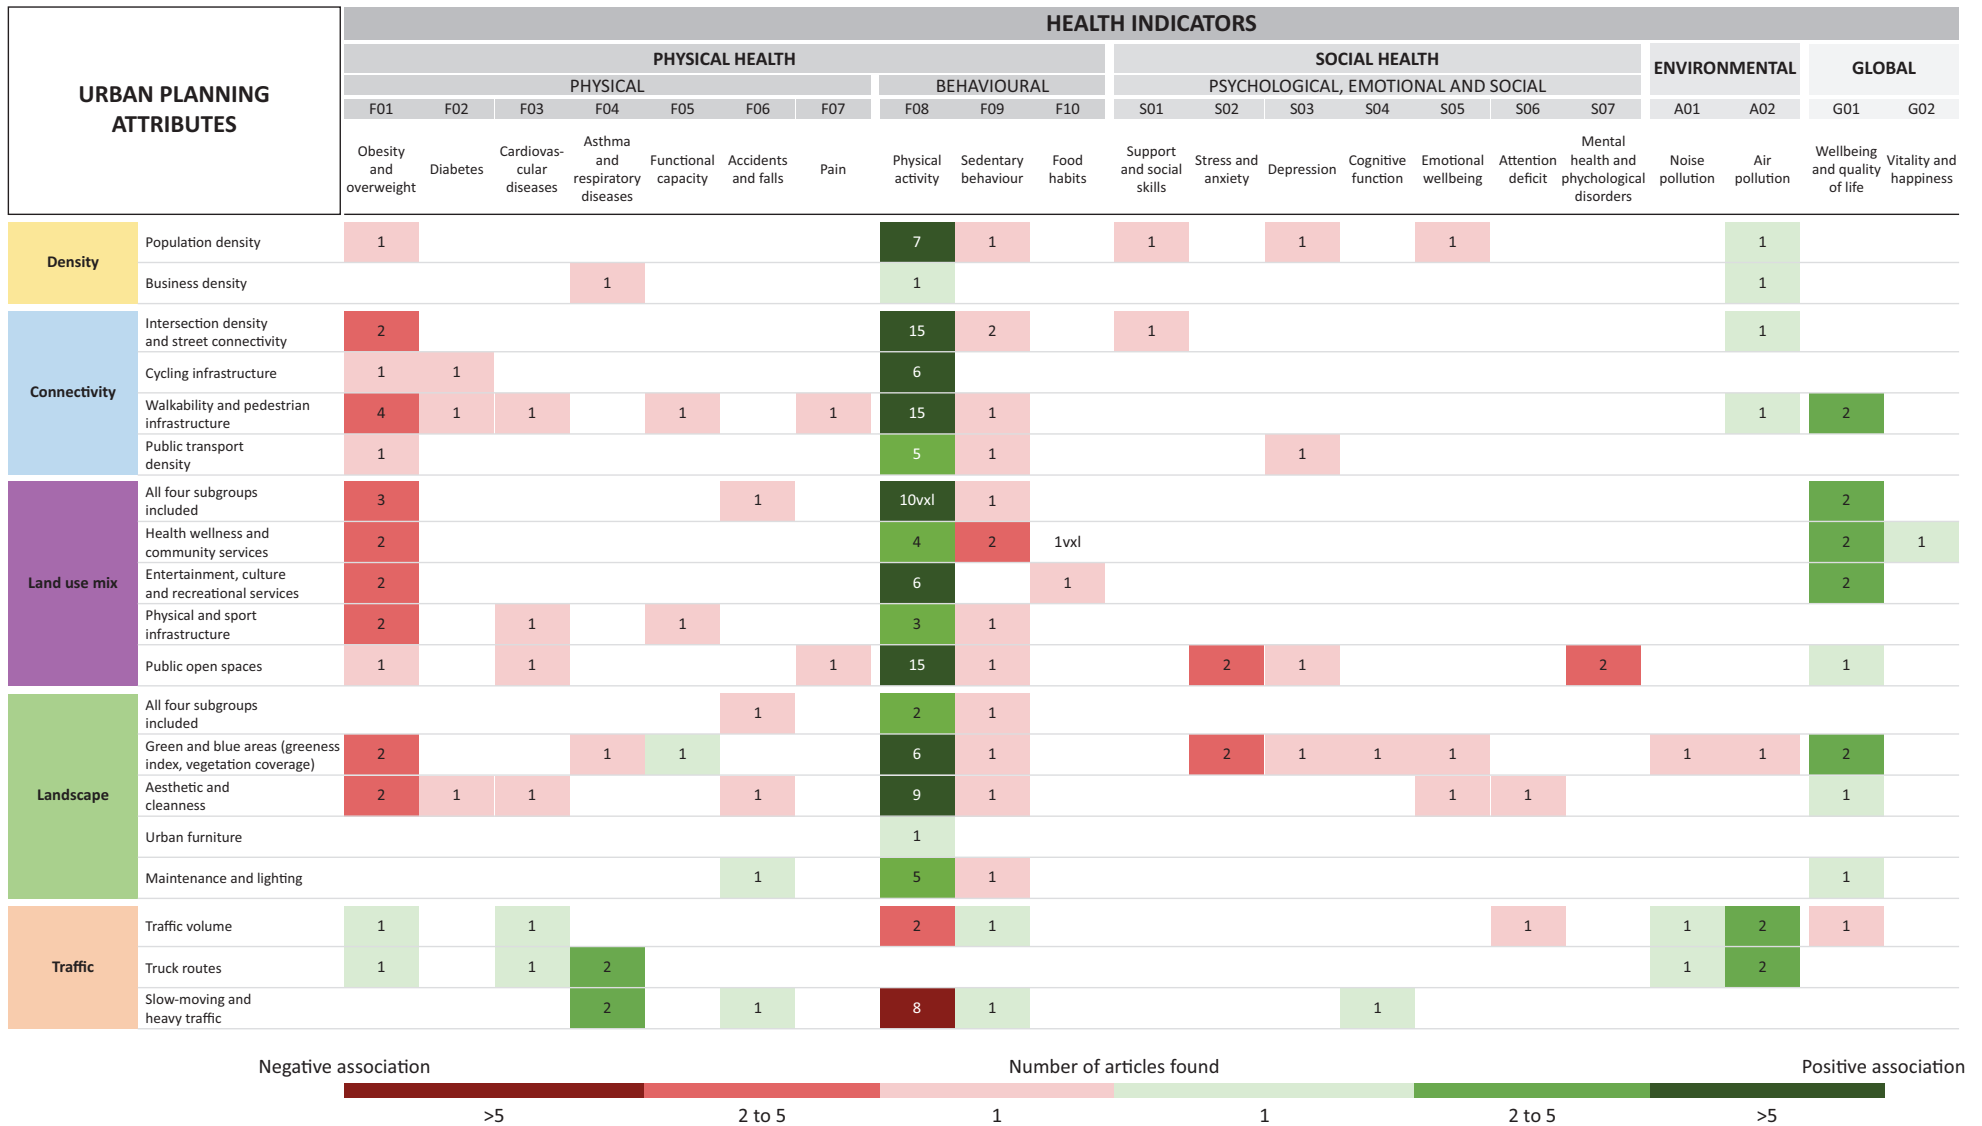 HEALTH INDICATORS
URBAN PLANNING
ATTRIBUTES
PHYSICAL HEALTH
SOCIAL HEALTH
ENVIRONMENTAL
GLOBAL
PHYSICAL
BEHAVIOURAL
PSYCHOLOGICAL, EMOTIONAL AND SOCIAL
F01 F02 F03 F04 F05 F06 F07 F08 F09 F10 S01 S02 S03 S04 S05 S06 S07 A01 A02 G01 G02
Obesity
and
overweight
Diabetes
Cardiovas-
cular
diseases
Asthma
and
respiratory
diseases
Functional
capacity
Accidents
and falls
Pain
Physical
activity
Sedentary
behaviour
Food
habits
Support
and social
skills
Stress and
anxiety
Depression
Cognitive
function
Emotional
wellbeing
Attention
deficit
Mental
health and
phychological
disorders
Noise
pollution
Air
pollution
Wellbeing
and quality
of life
Vitality and
happiness
Density
Population density
1 7 1 1 1 1 1
Business density
1 1 1
Connectivity
Intersection density
and street connectivity
2 15 2 1 1
Cycling infrastructure
1 1 6
Walkability and pedestrian
infrastructure
4 1 1 1 1 15 1 1 2
Public transport
density
1 5 1 1
Land use mix
All four subgroups
included
3 1 10vxl 1 2
Health wellness and
community services
2 4 2 1vxl 2 1
Entertainment, culture
and recreational services
2 6 1 2
Physical and sport
infrastructure
2 1 1 3 1
Public open spaces
1 1 1 15 1 2 1 2 1
Landscape
All four subgroups
included
1 2 1
Green and blue areas (greeness
index, vegetation coverage)
2 1 1 6 1 2 1 1 1 1 1 2
Aesthetic and
cleanness
2 1 1 1 9 1 1 1 1
Urban furniture
1
Maintenance and lighting
1 5 1 1
Traffic
Traffic volume
1 1 2 1 1 1 2 1
Truck routes
1 1 2 1 2
Slow-moving and
heavy traffic
2 1 8 1 1
Negative association
Number of articles found
Positive association
>5 2 to 5 1 1 2 to 5 >5